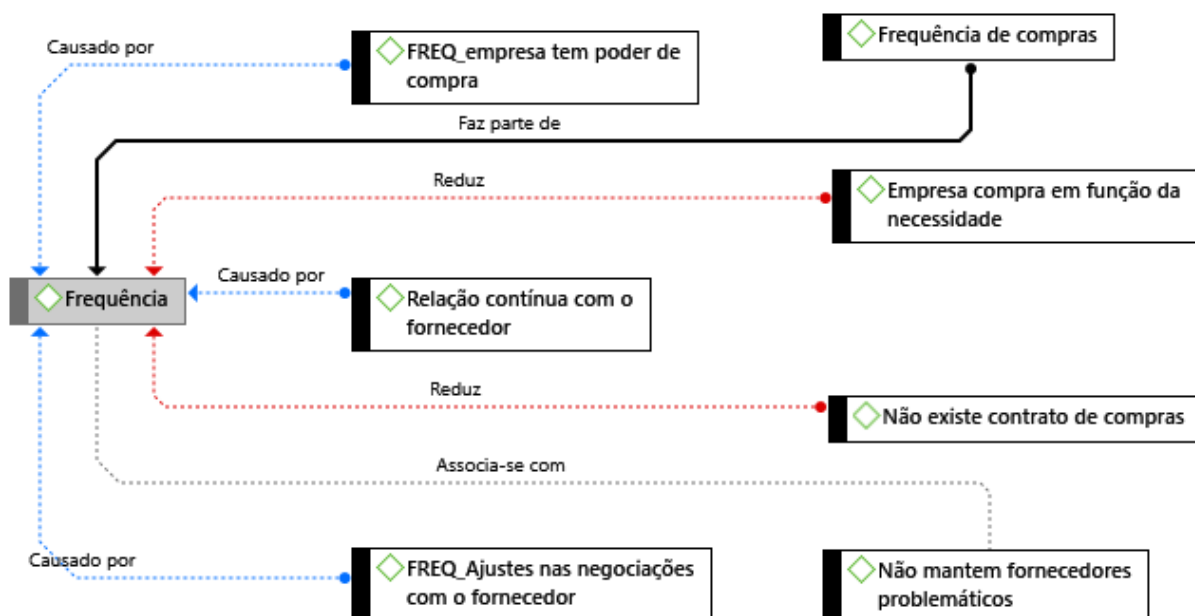 Causado por
FREQ_empresa tem poder de
compra
Frequência de compras
Faz parte de
Reduz
Empresa compra em função da
necessidade
Frequência
Causado por
Relação contínua com o
fornecedor
Reduz
Não existe contrato de compras
Associa-se com
Causado por
FREQ_Ajustes nas negociações
com o fornecedor
Não mantem fornecedores
problemáticos